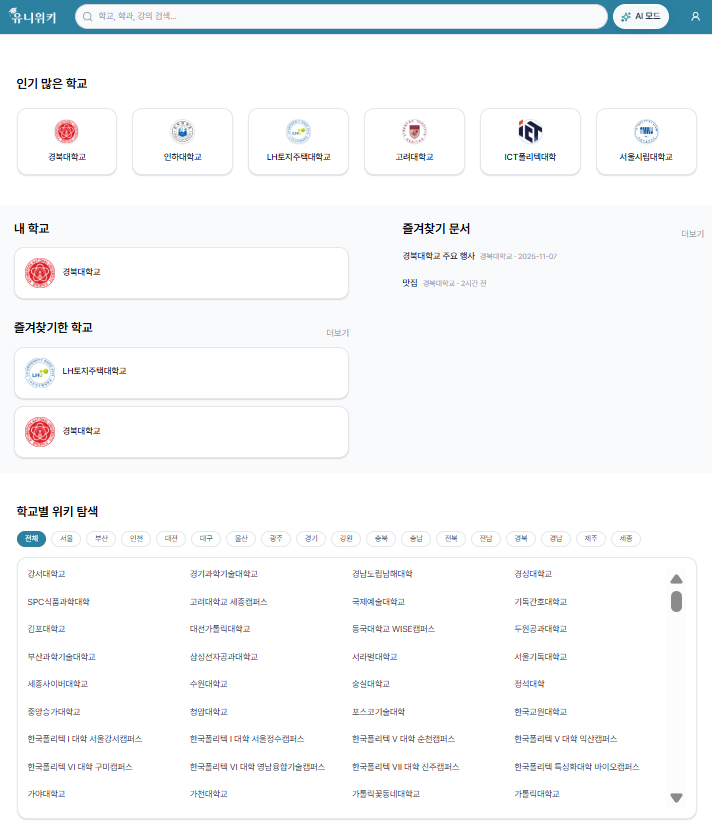 유니위키
학교, 학과, 강의 검색...
AI 모드
인기 많은 학교
경북대학교
인하대학교
LH토지주택대학교
고려대학교
ICT폴리텍대학
서울시립대학교
내 학교
경북대학교
즐겨찾기한 학교
더보기
LH토지주택대학교
경북대학교
즐겨찾기 문서
더보기
경북대학교 주요 행사 경북대학교 · 2025-11-07
맛집 경북대학교 · 2시간 전
학교별 위키 탐색
전체 서울 부산 인천 대전 대구 울산 광주 경기 강원 충북 충남 전북 전남 경북 경남 제주 세종
강서대학교 경기과학기술대학교 경남도립남해대학 경상대학교
SPC식품과학대학 고려대학교 세종캠퍼스 국제예술대학교 기독간호대학교
김포대학교 대전가톨릭대학교 동국대학교 WISE캠퍼스 두원공과대학교
부산과학기술대학교 삼성전자공과대학교 서라벌대학교 서울기독대학교
세종사이버대학교 수원대학교 숭실대학교 정석대학
중앙승가대학교 청암대학교 포스코기술대학 한국교원대학교
한국폴리텍 I 대학 서울강서캠퍼스 한국폴리텍 I 대학 서울정수캠퍼스 한국폴리텍 V 대학 순천캠퍼스 한국폴리텍 V 대학 익산캠퍼스
한국폴리텍 VI 대학 구미캠퍼스 한국폴리텍 VI 대학 영남융합기술캠퍼스 한국폴리텍 VII 대학 진주캠퍼스 한국폴리텍 특성화대학 바이오캠퍼스
가야대학교 가천대학교 가톨릭꽃동네대학교 가톨릭대학교